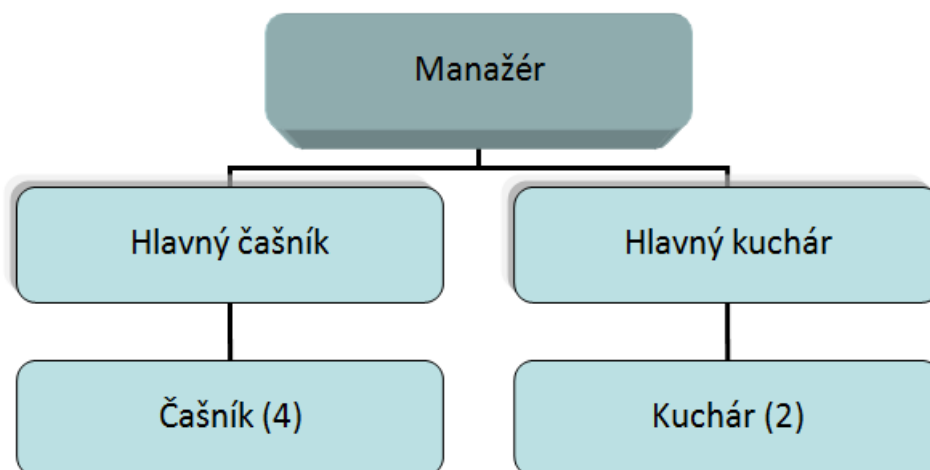 Manažér
Hlavný čašník
Hlavný kuchár
Čašník (4)
Kuchár (2)